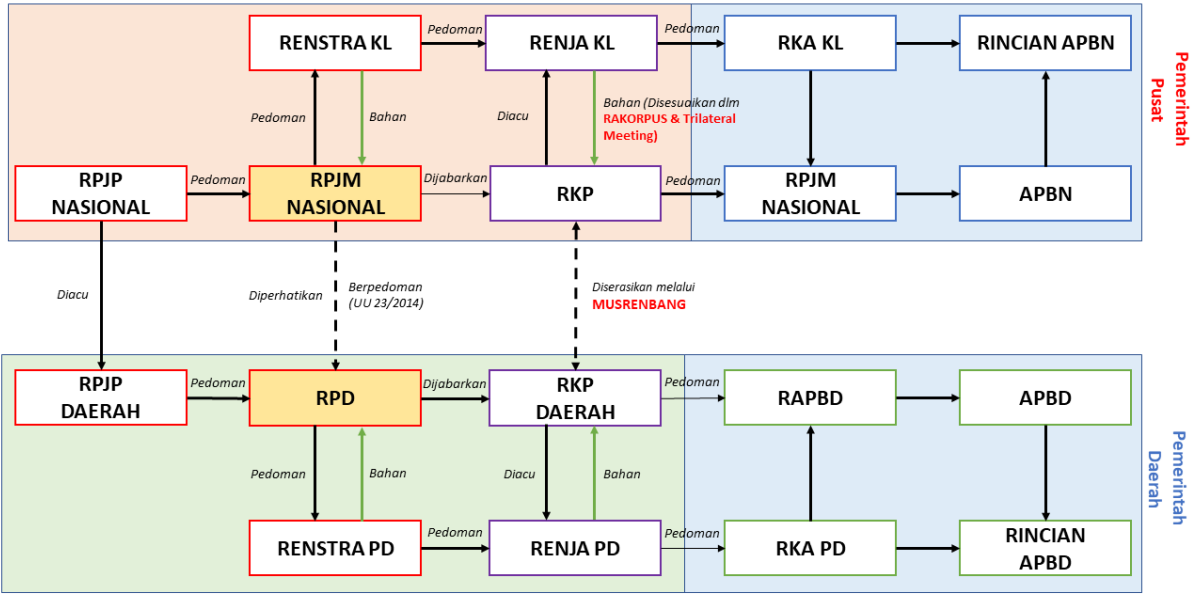 RENSTRA KL
Pedoman
RENJA KL
Pedoman
RKA KL
RINCIAN APBN
Pemerintah
Pusat
Pedoman
Bahan
Diacu
Bahan (Disesuaikan dlm
RAKORPUS & Trilateral
Meeting)
RPJP
NASIONAL
Pedoman
RPJM
NASIONAL
Dijabarkan
RKP
Pedoman
RPJM
NASIONAL
APBN
Diacu
Diperhatikan
Berpedoman
(UU 23/2014)
Diserasikan melalui
MUSRENBANG
RPJP
DAERAH
Pedoman
RPD
Dijabarkan
RKP
DAERAH
Pedoman
RAPBD
APBD
Pemerintah
Daerah
Pedoman
Bahan
Diacu
Bahan
RENSTRA PD
Pedoman
RENJA PD
Pedoman
RKA PD
RINCIAN
APBD